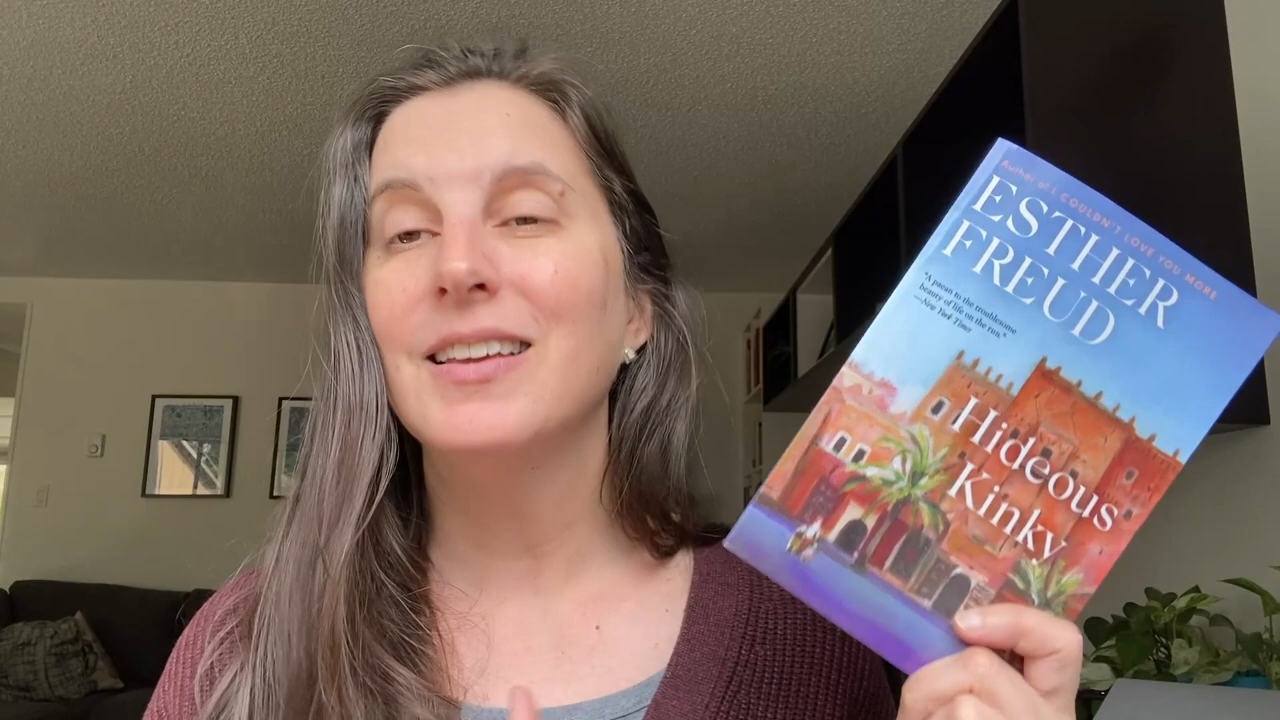 Author of I COULDN'T LOVE YOU MORE
ESTHER
FREUD
"A paean to the troublesome
beauty of life on the run."
—New York Times
Hideous
Kinky